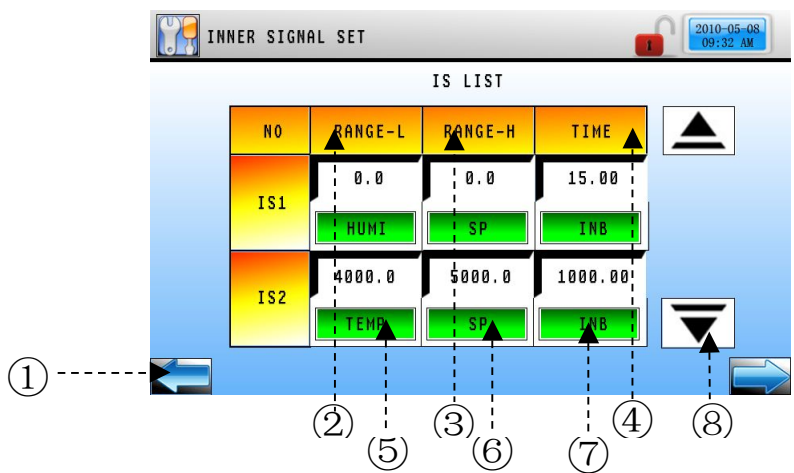 INNER SIGNAL SET
1
2010-05-08
09:32 AM
IS LIST
NO RANGE-L RANGE-H TIME
IS1 0.0 0.0 15.00
HUMI SP INB
IS2 4000.0 5000.0 1000.00
TEMP SP INB
①
② ③ ④ ⑧
⑤ ⑥ ⑦